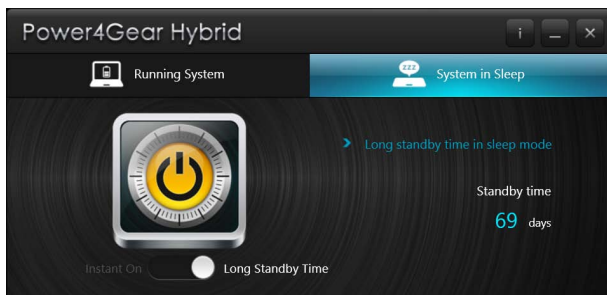 Power4Gear Hybrid
Running System
zzz System in Sleep
Long standby time in sleep mode
Standby time
69 days
Instant On Long Standby Time